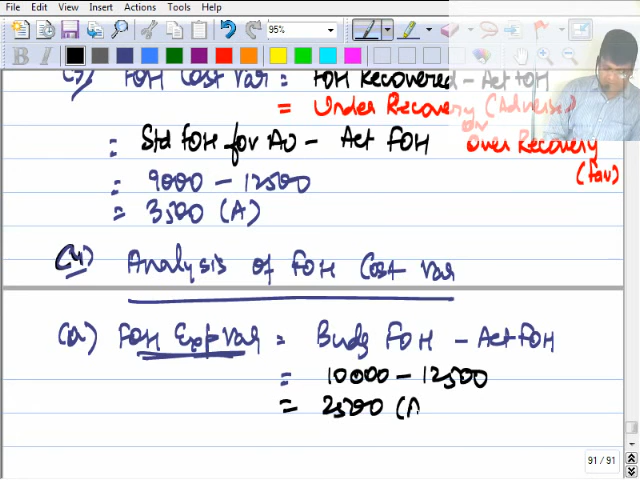 File Edit View Insert Actions Tools Help
95%
FOH Cost Var = FOH Recovered - Act FOH
= Under Recovery (Adverse)
or
= Std FOH for AO - Act FOH Over Recovery
(fav)
= 9000 - 12500
= 3500 (A)
(4) Analysis of FOH Cost Var
(a) FOH Exp Var = Budg FOH - Act FOH
= 10000 - 12500
= 2500 (A
91 / 91